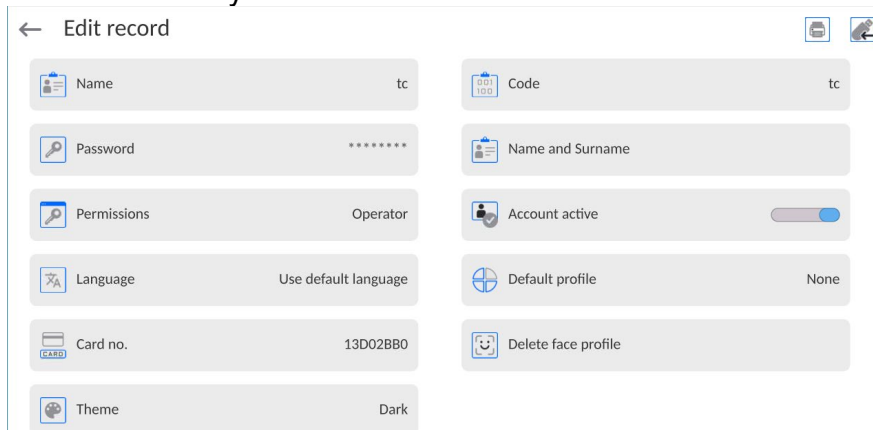 ← Edit record
Name tc
Code tc
Password ********
Name and Surname
Permissions Operator
Account active
Language Use default language
Default profile None
CARD Card no. 13D02BB0
Delete face profile
Theme Dark